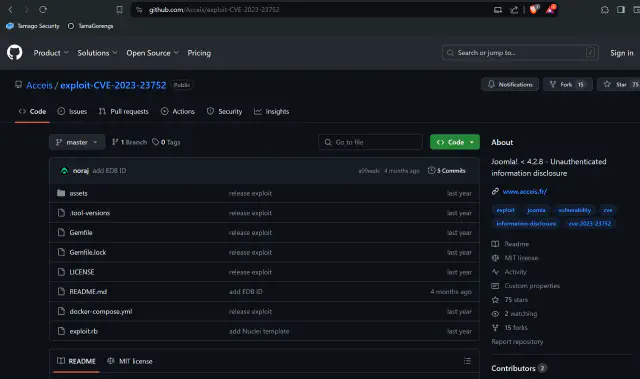 github.com/Acceis/exploit-CVE-2023-23752
Tamago Security TamaGorengs
Product Solutions Open Source Pricing Search or jump to... / Sign in
Acceis / exploit-CVE-2023-23752 Public Notifications Fork 15 Star 75
Code Issues Pull requests Actions Security Insights
master 1 Branch 0 Tags Go to file Code
noraj add EDB ID 4 months ago 5 Commits
assets release exploit last year
.tool-versions release exploit last year
Gemfile release exploit last year
Gemfile.lock release exploit last year
LICENSE release exploit last year
README.md add EDB ID 4 months ago
docker-compose.yml release exploit last year
exploit.rb add Nuclei template last year
README MIT license
About
Joomla! < 4.2.8 - Unauthenticated
information disclosure
www.acceis.fr/
exploit joomla vulnerability cve
information-disclosure cve-2023-23752
Readme
MIT license
Activity
Custom properties
75 stars
2 watching
15 forks
Report repository
Contributors 2